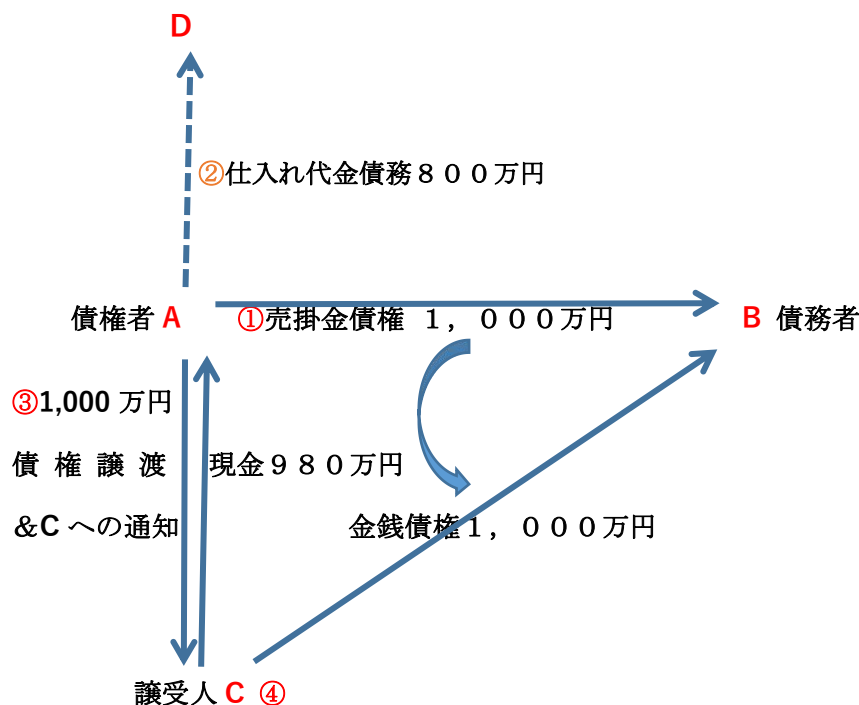 D
②仕入れ代金債務８００万円
債権者 A ①売掛金債権 １，０００万円 B 債務者
③1,000 万円
債 権 譲 渡 現金９８０万円
＆C への通知 金銭債権１，０００万円
譲受人 C ④